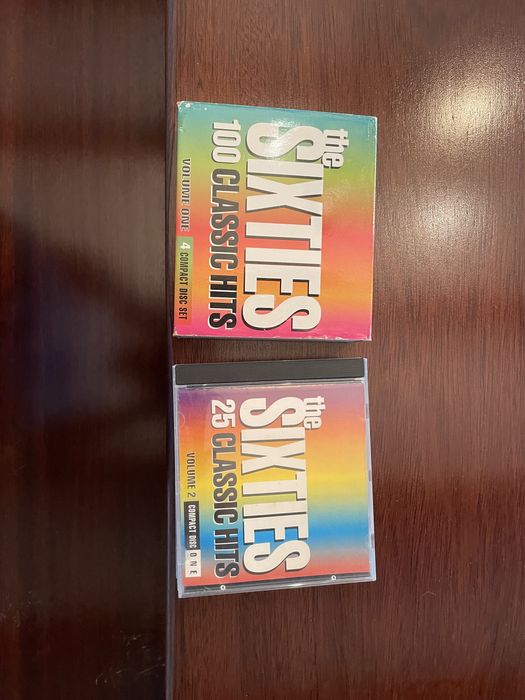 the
SIXTIES
100 CLASSIC HITS
VOLUME ONE 4 COMPACT DISC SET
the
SIXTIES
25 CLASSIC HITS
VOLUME 2 COMPACT DISC ONE